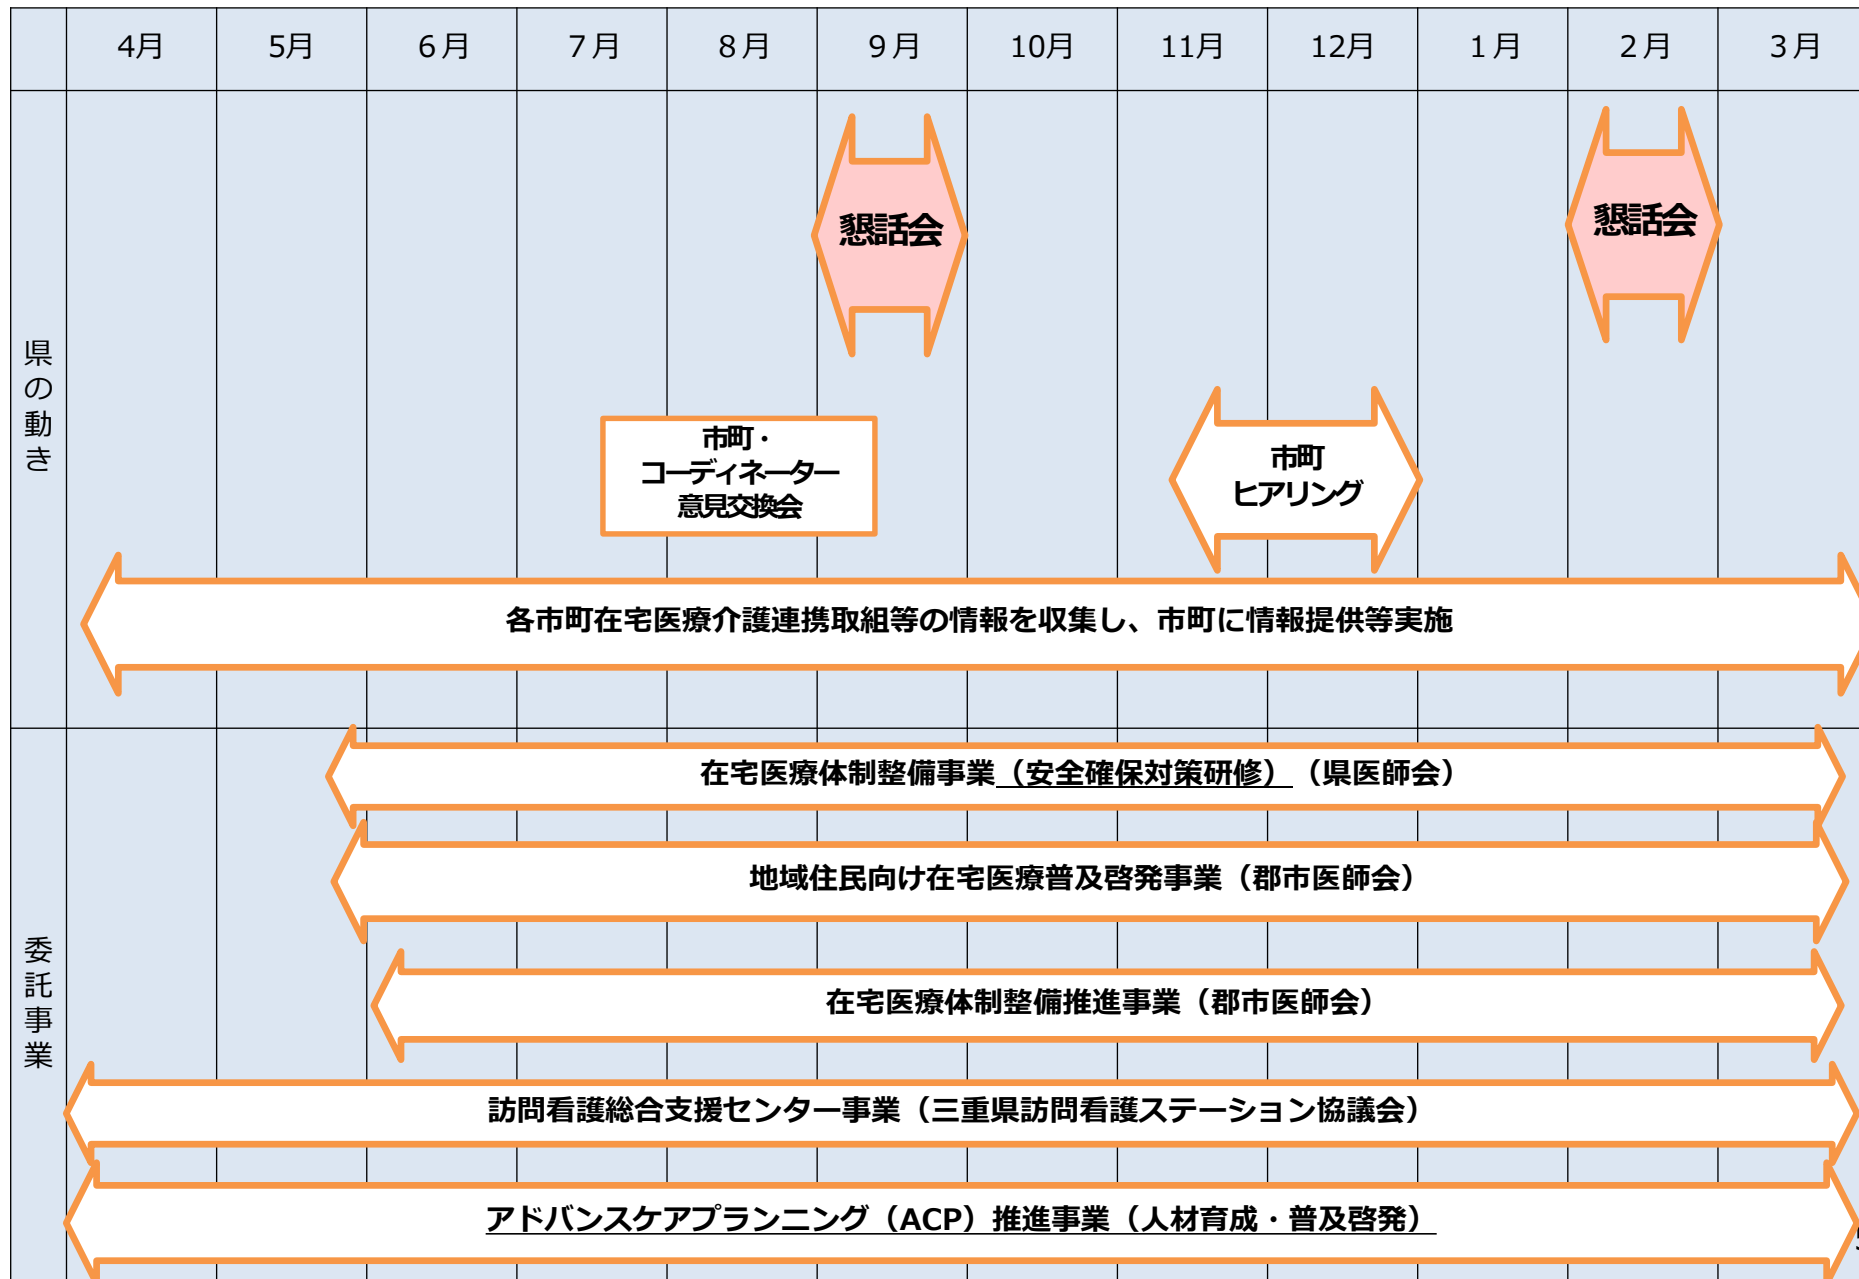 4月 5月 ６月 ７月 ８月 ９月 10月 11月 12月 １月 ２月 ３月
県の動き
懇話会
懇話会
市町・
コーディネーター
意見交換会
市町
ヒアリング
各市町在宅医療介護連携取組等の情報を収集し、市町に情報提供等実施
委託事業
在宅医療体制整備事業（安全確保対策研修）（県医師会）
地域住民向け在宅医療普及啓発事業（郡市医師会）
在宅医療体制整備推進事業（郡市医師会）
訪問看護総合支援センター事業（三重県訪問看護ステーション協議会）
アドバンスケアプランニング（ACP）推進事業（人材育成・普及啓発）